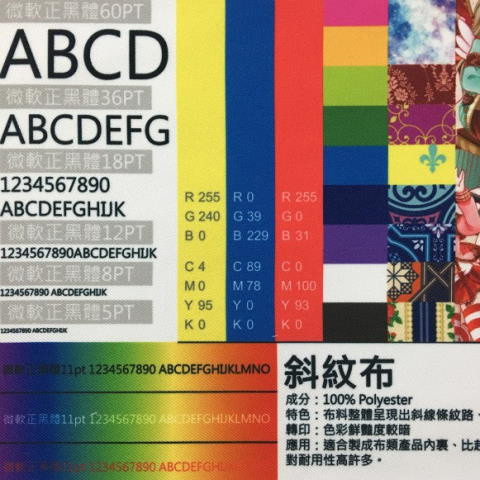 微軟正黑體60PT
ABCD
微軟正黑體36PT
ABCDEFG
微軟正黑體18PT
1234567890
ABCDEFGHIJK
微軟正黑體12PT
1234567890ABCDEFGHIJK
微軟正黑體8PT
1234567890 ABCDEFGHIJK
微軟正黑體5PT
1234567890 ABCDEFGHIJK
R 255
G 240
B 0
C 4
M 0
Y 95
K 0
R 0
G 39
B 229
C 89
M 78
Y 0
K 0
R 255
G 0
B 31
C 0
M 100
Y 93
K 0
微軟正黑體11pt 1234567890 ABCDEFGHIJKLMNO
微軟正黑體11pt 1234567890 ABCDEFGHIJKLMNO
微軟正黑體11pt 1234567890 ABCDEFGHIJKLMNO
斜紋布
成分：100% Polyester
特色：布料整體呈現出斜線條紋路、
轉印：色彩鮮豔度較暗
應用：適合製成布類產品內裏、比起
對耐用性高許多。